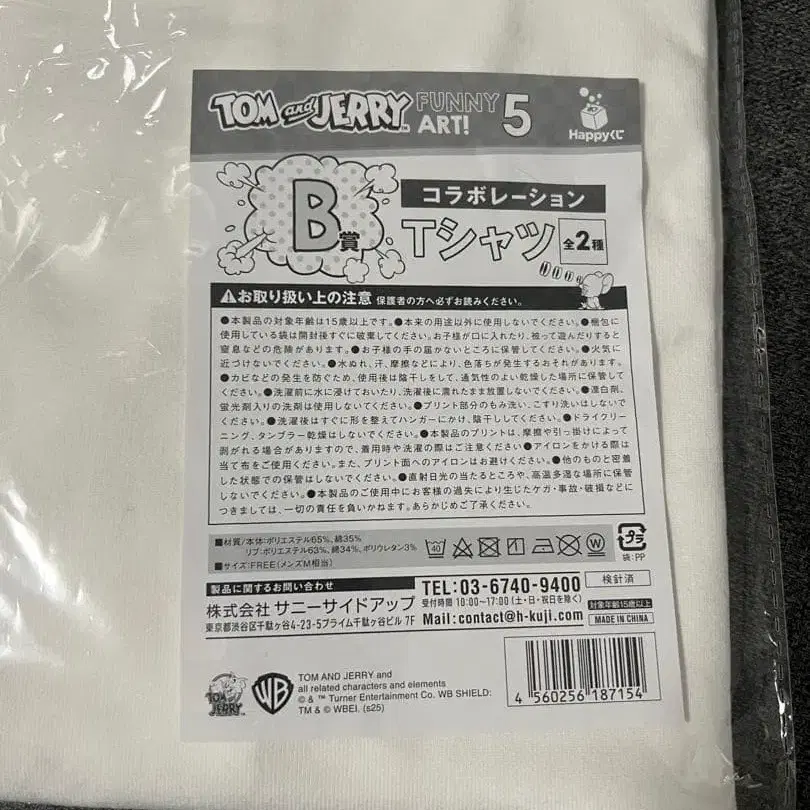 TOM and JERRY™ FUNNY ART! 5
Happyくじ
B賞
コラボレーション
Tシャツ 全2種
⚠お取り扱い上の注意 保護者の方へ必ずお読みください。
●本製品の対象年齢は15歳以上です。●本来の用途以外に使用しないでください。●梱包に
使用している袋は開封後すぐに破棄してください。お子様が口に入れたり、被って遊んだりすると
窒息などの危険があります。●お子様の手の届かないところに保管してください。●火気に
近づけないでください。●水ぬれ、汗、摩擦などにより、色落ちが発生するおそれがあります。
●カビなどの発生を防ぐため、使用後は陰干しをして、通気性のよい乾燥した場所に保管して
ください。●洗濯前に水に浸けておいたり、洗濯後に濡れたまま放置しないでください。●漂白剤、
蛍光剤入りの洗剤は使用しないでください。●プリント部分のもみ洗い、こすり洗いはしないで
ください。●洗濯後はすぐに形を整えてハンガーにかけ、陰干ししてください。●ドライクリー
ニング、タンブラー乾燥はしないでください。●本製品のプリントは、摩擦や引っ掛けによって
剥がれる場合がありますので、着用時や洗濯の際はご注意ください●アイロンをかける際は
当て布をご使用ください。また、プリント面へのアイロンはお避けください。●他のものと密着
した状態での保管はしないでください。●直射日光の当たるところや、高温多湿な場所に保管
しないでください。●本製品のご使用中にお客様の過失により生じたケガ・事故・破損などに
つきましては、一切の責任を負いかねます。あらかじめご了承ください。
■材質/本体:ポリエステル65%、綿35%
リブ:ポリエステル63%、綿34%、ポリウレタン3%
■サイズ:FREE(メンズM相当)
40
W
プラ
袋:PP
製品に関するお問い合わせ
株式会社 サニーサイドアップ
東京都渋谷区千駄ヶ谷4-23-5プライム千駄ヶ谷ビル 7F
TEL:03-6740-9400
受付時間 10:00~17:00(土・日・祝日を除く)
Mail:contact@h-kuji.com
検針済
対象年齢15歳以上
MADE IN CHINA
TOM and JERRY
WB
TOM AND JERRY and
all related characters and elements
© & ™ Turner Entertainment Co. WB SHIELD:
TM & © WBEI. (s25)
4 560256 187154